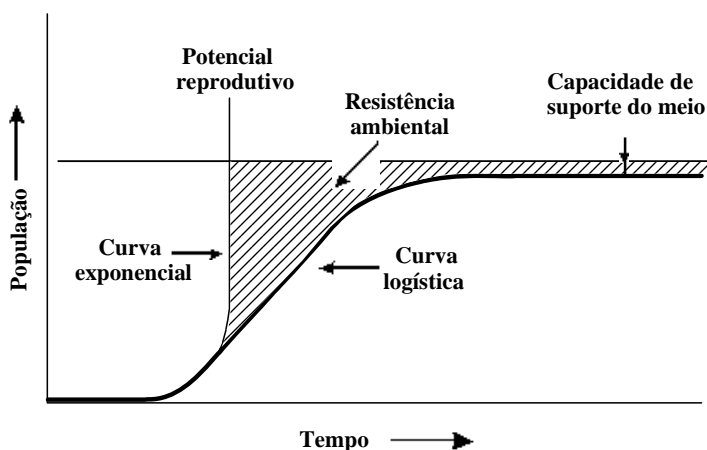 Potencial
reprodutivo
Resistência
ambiental
Capacidade de
suporte do meio
População
Curva
exponencial
Curva
logística
Tempo